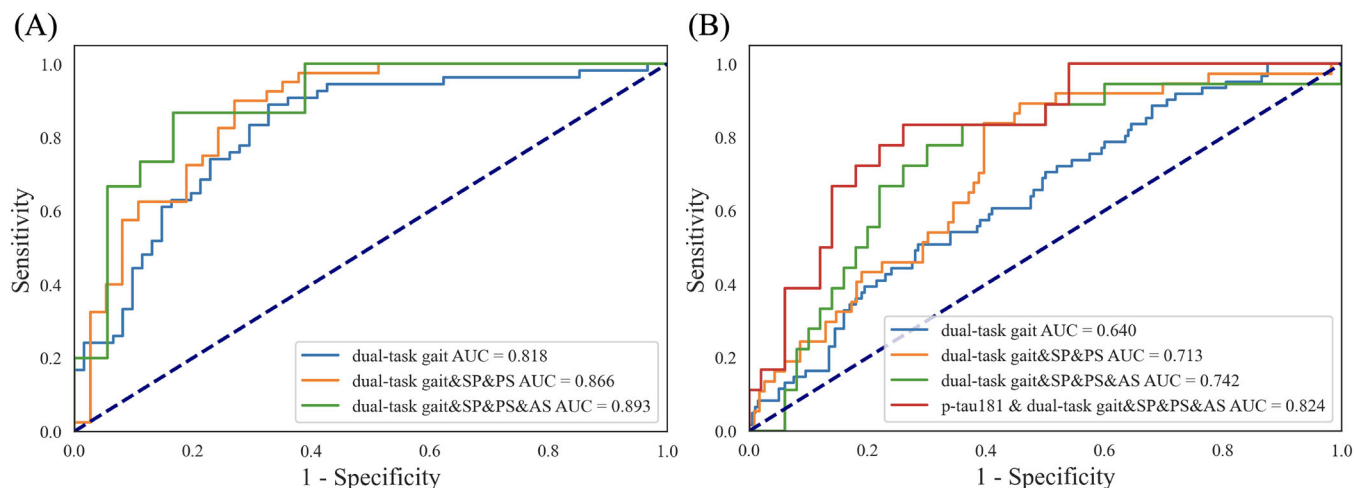 (A)
1.0
0.8
0.6
0.4
0.2
0.0
Sensitivity
0.0 0.2 0.4 0.6 0.8 1.0
1 - Specificity
dual-task gait AUC = 0.818
dual-task gait&SP&PS AUC = 0.866
dual-task gait&SP&PS&AS AUC = 0.893
(B)
1.0
0.8
0.6
0.4
0.2
0.0
Sensitivity
0.0 0.2 0.4 0.6 0.8 1.0
1 - Specificity
dual-task gait AUC = 0.640
dual-task gait&SP&PS AUC = 0.713
dual-task gait&SP&PS&AS AUC = 0.742
p-tau181 & dual-task gait&SP&PS&AS AUC = 0.824